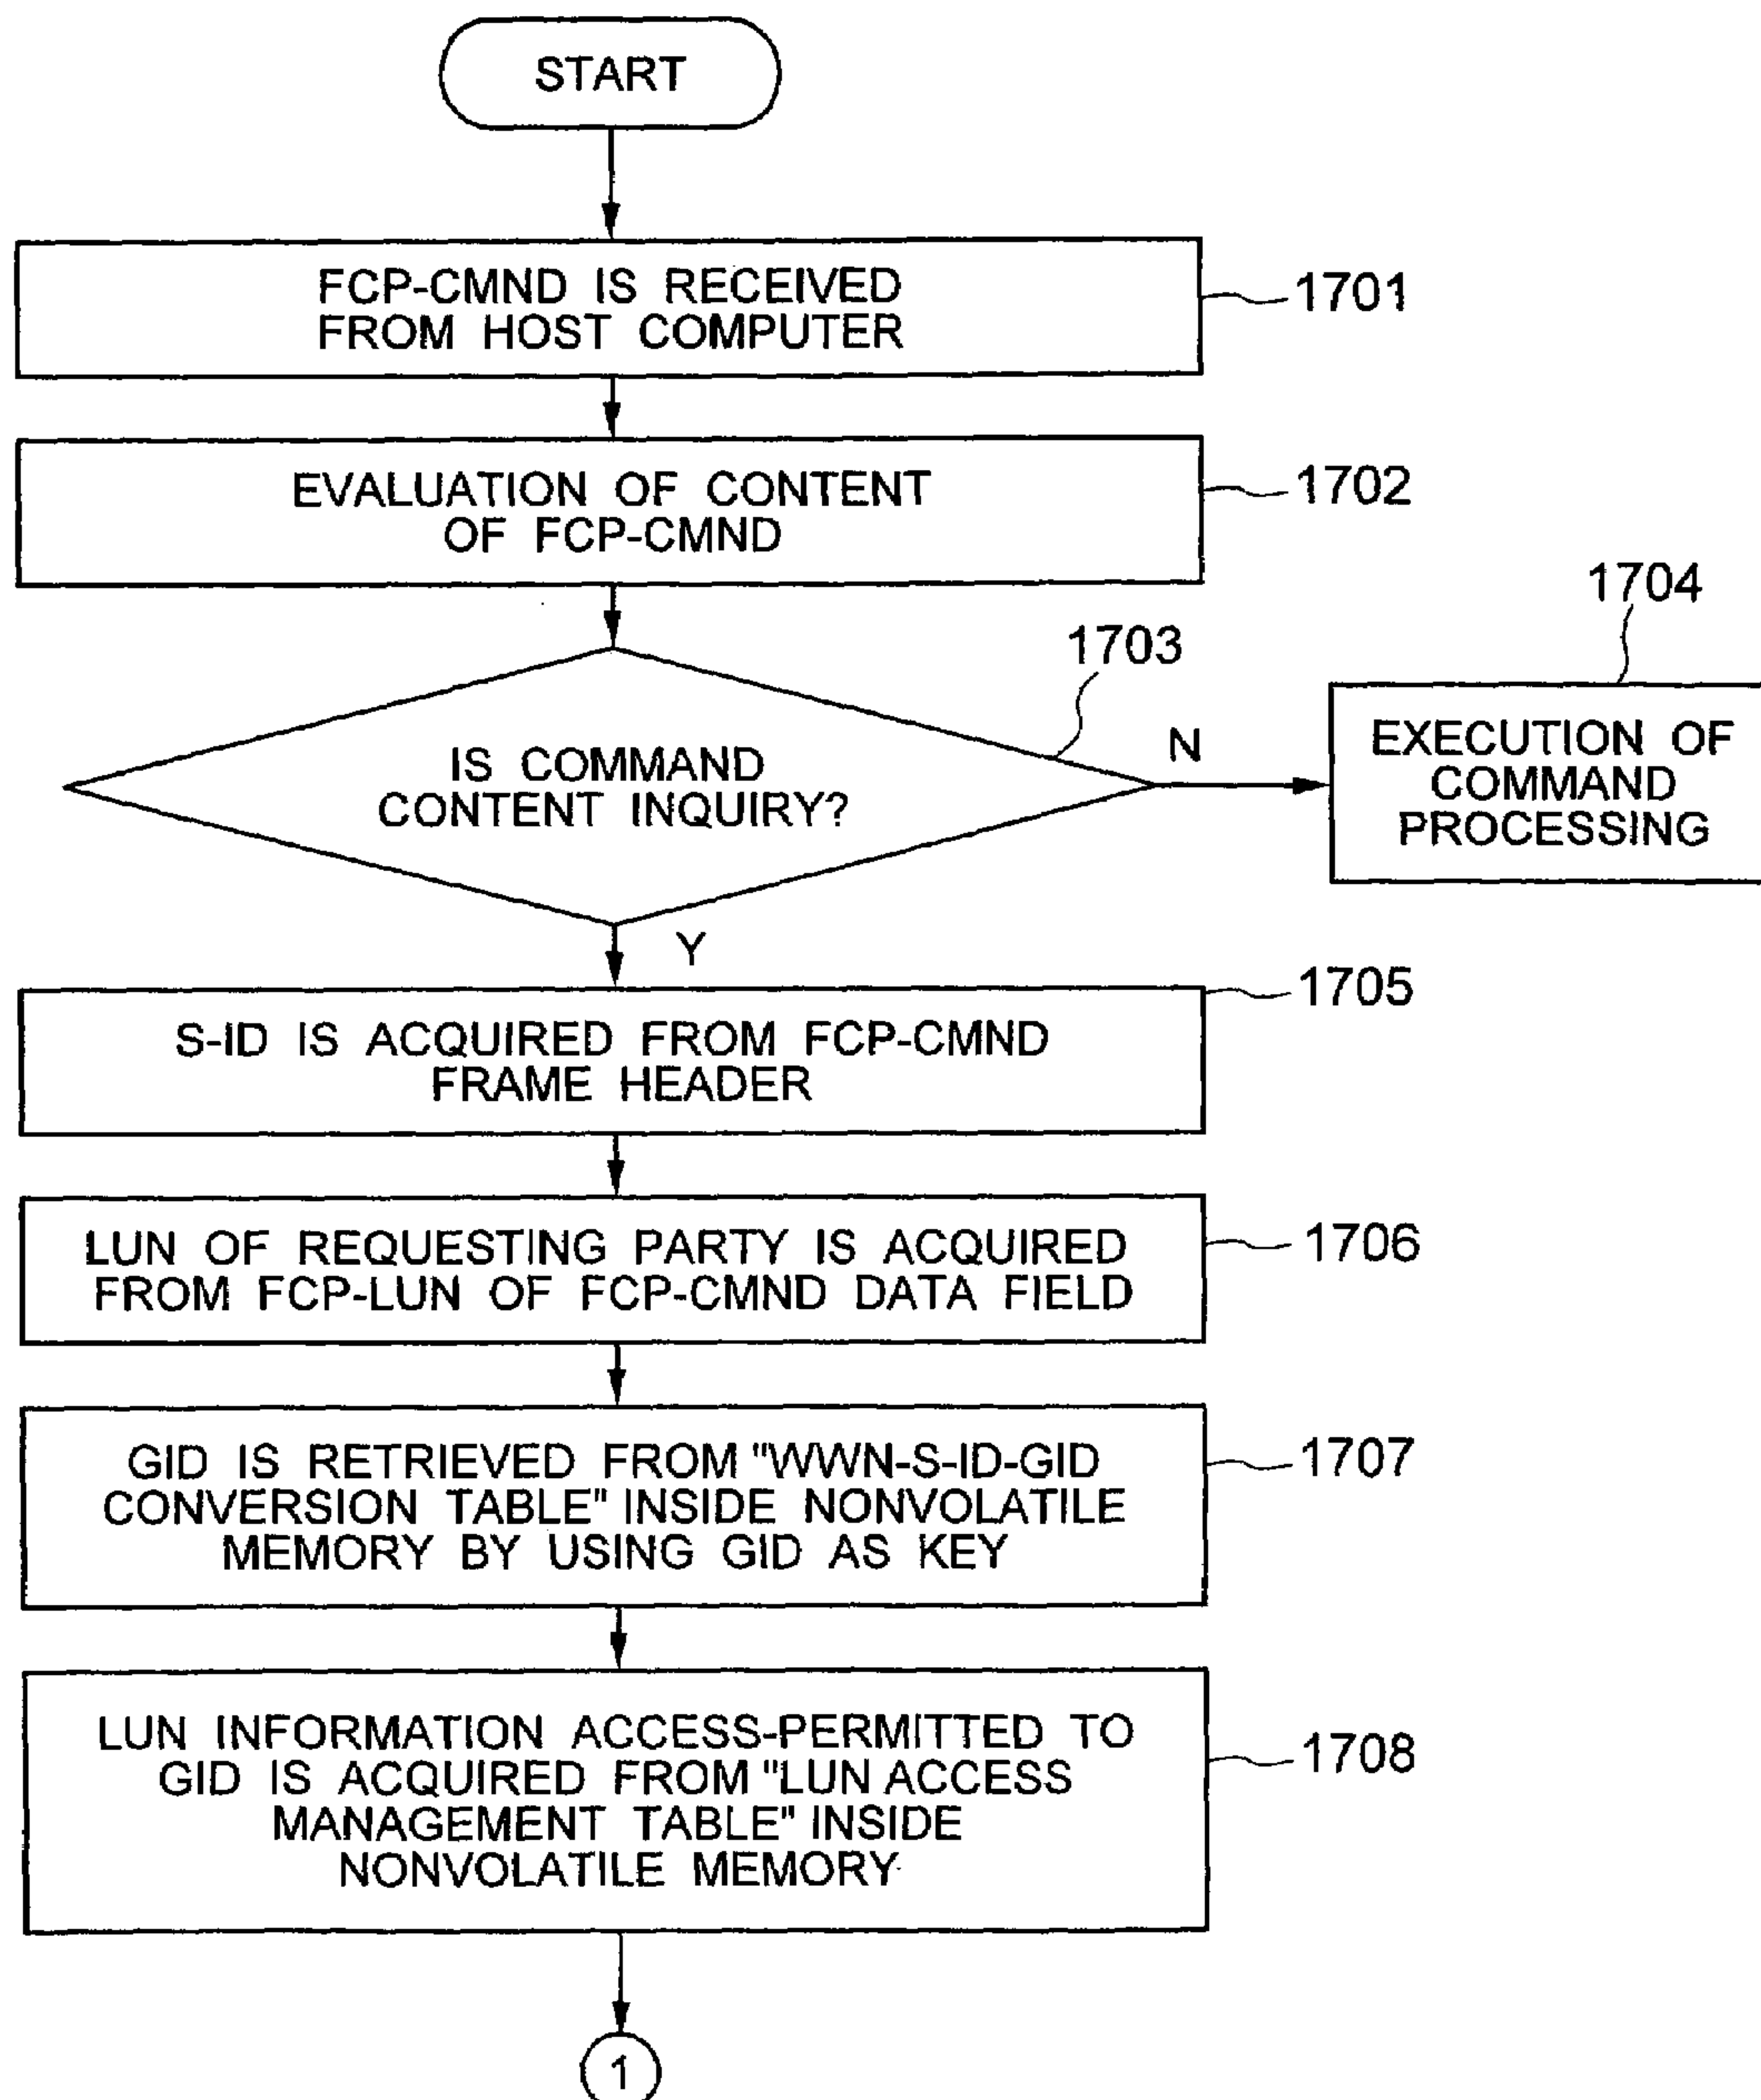 START
FCP-CMND IS RECEIVED
FROM HOST COMPUTER
1701
EVALUATION OF CONTENT
OF FCP-CMND
1702
IS COMMAND
CONTENT INQUIRY?
1703
N
1704
EXECUTION OF
COMMAND
PROCESSING
Y
S-ID IS ACQUIRED FROM FCP-CMND
FRAME HEADER
1705
LUN OF REQUESTING PARTY IS ACQUIRED
FROM FCP-LUN OF FCP-CMND DATA FIELD
1706
GID IS RETRIEVED FROM "WWN-S-ID-GID
CONVERSION TABLE" INSIDE NONVOLATILE
MEMORY BY USING GID AS KEY
1707
LUN INFORMATION ACCESS-PERMITTED TO
GID IS ACQUIRED FROM "LUN ACCESS
MANAGEMENT TABLE" INSIDE
NONVOLATILE MEMORY
1708
1